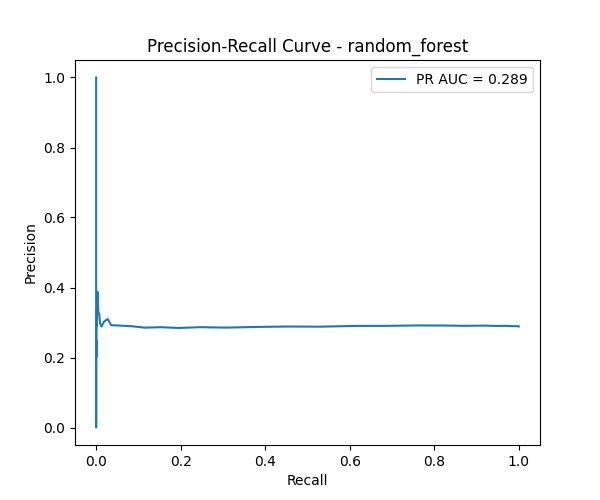 Precision-Recall Curve - random_forest
PR AUC = 0.289
1.0
0.8
0.6
0.4
0.2
0.0
Precision
0.0 0.2 0.4 0.6 0.8 1.0
Recall